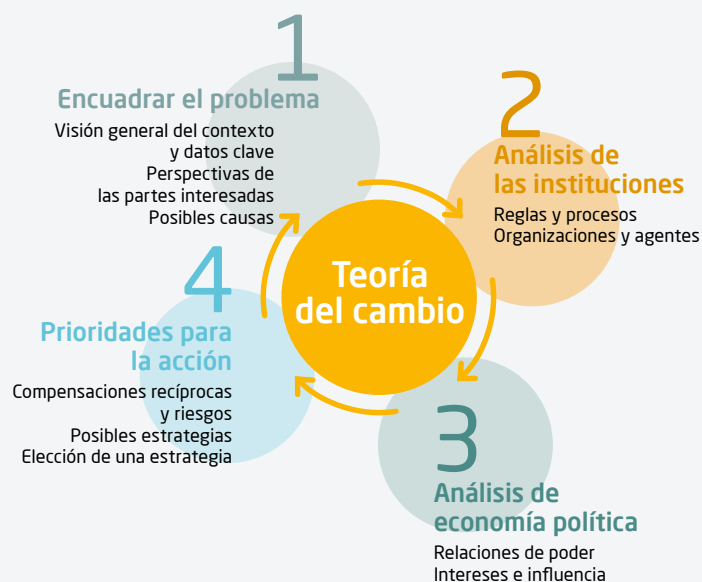 1
Encuadrar el problema
Visión general del contexto
y datos clave
Perspectivas de
las partes interesadas
Posibles causas
2
Análisis de
las instituciones
Reglas y procesos
Organizaciones y agentes
Teoría
del cambio
3
Análisis de
economía política
Relaciones de poder
Intereses e influencia
4
Prioridades para
la acción
Compensaciones recíprocas
y riesgos
Posibles estrategias
Elección de una estrategia